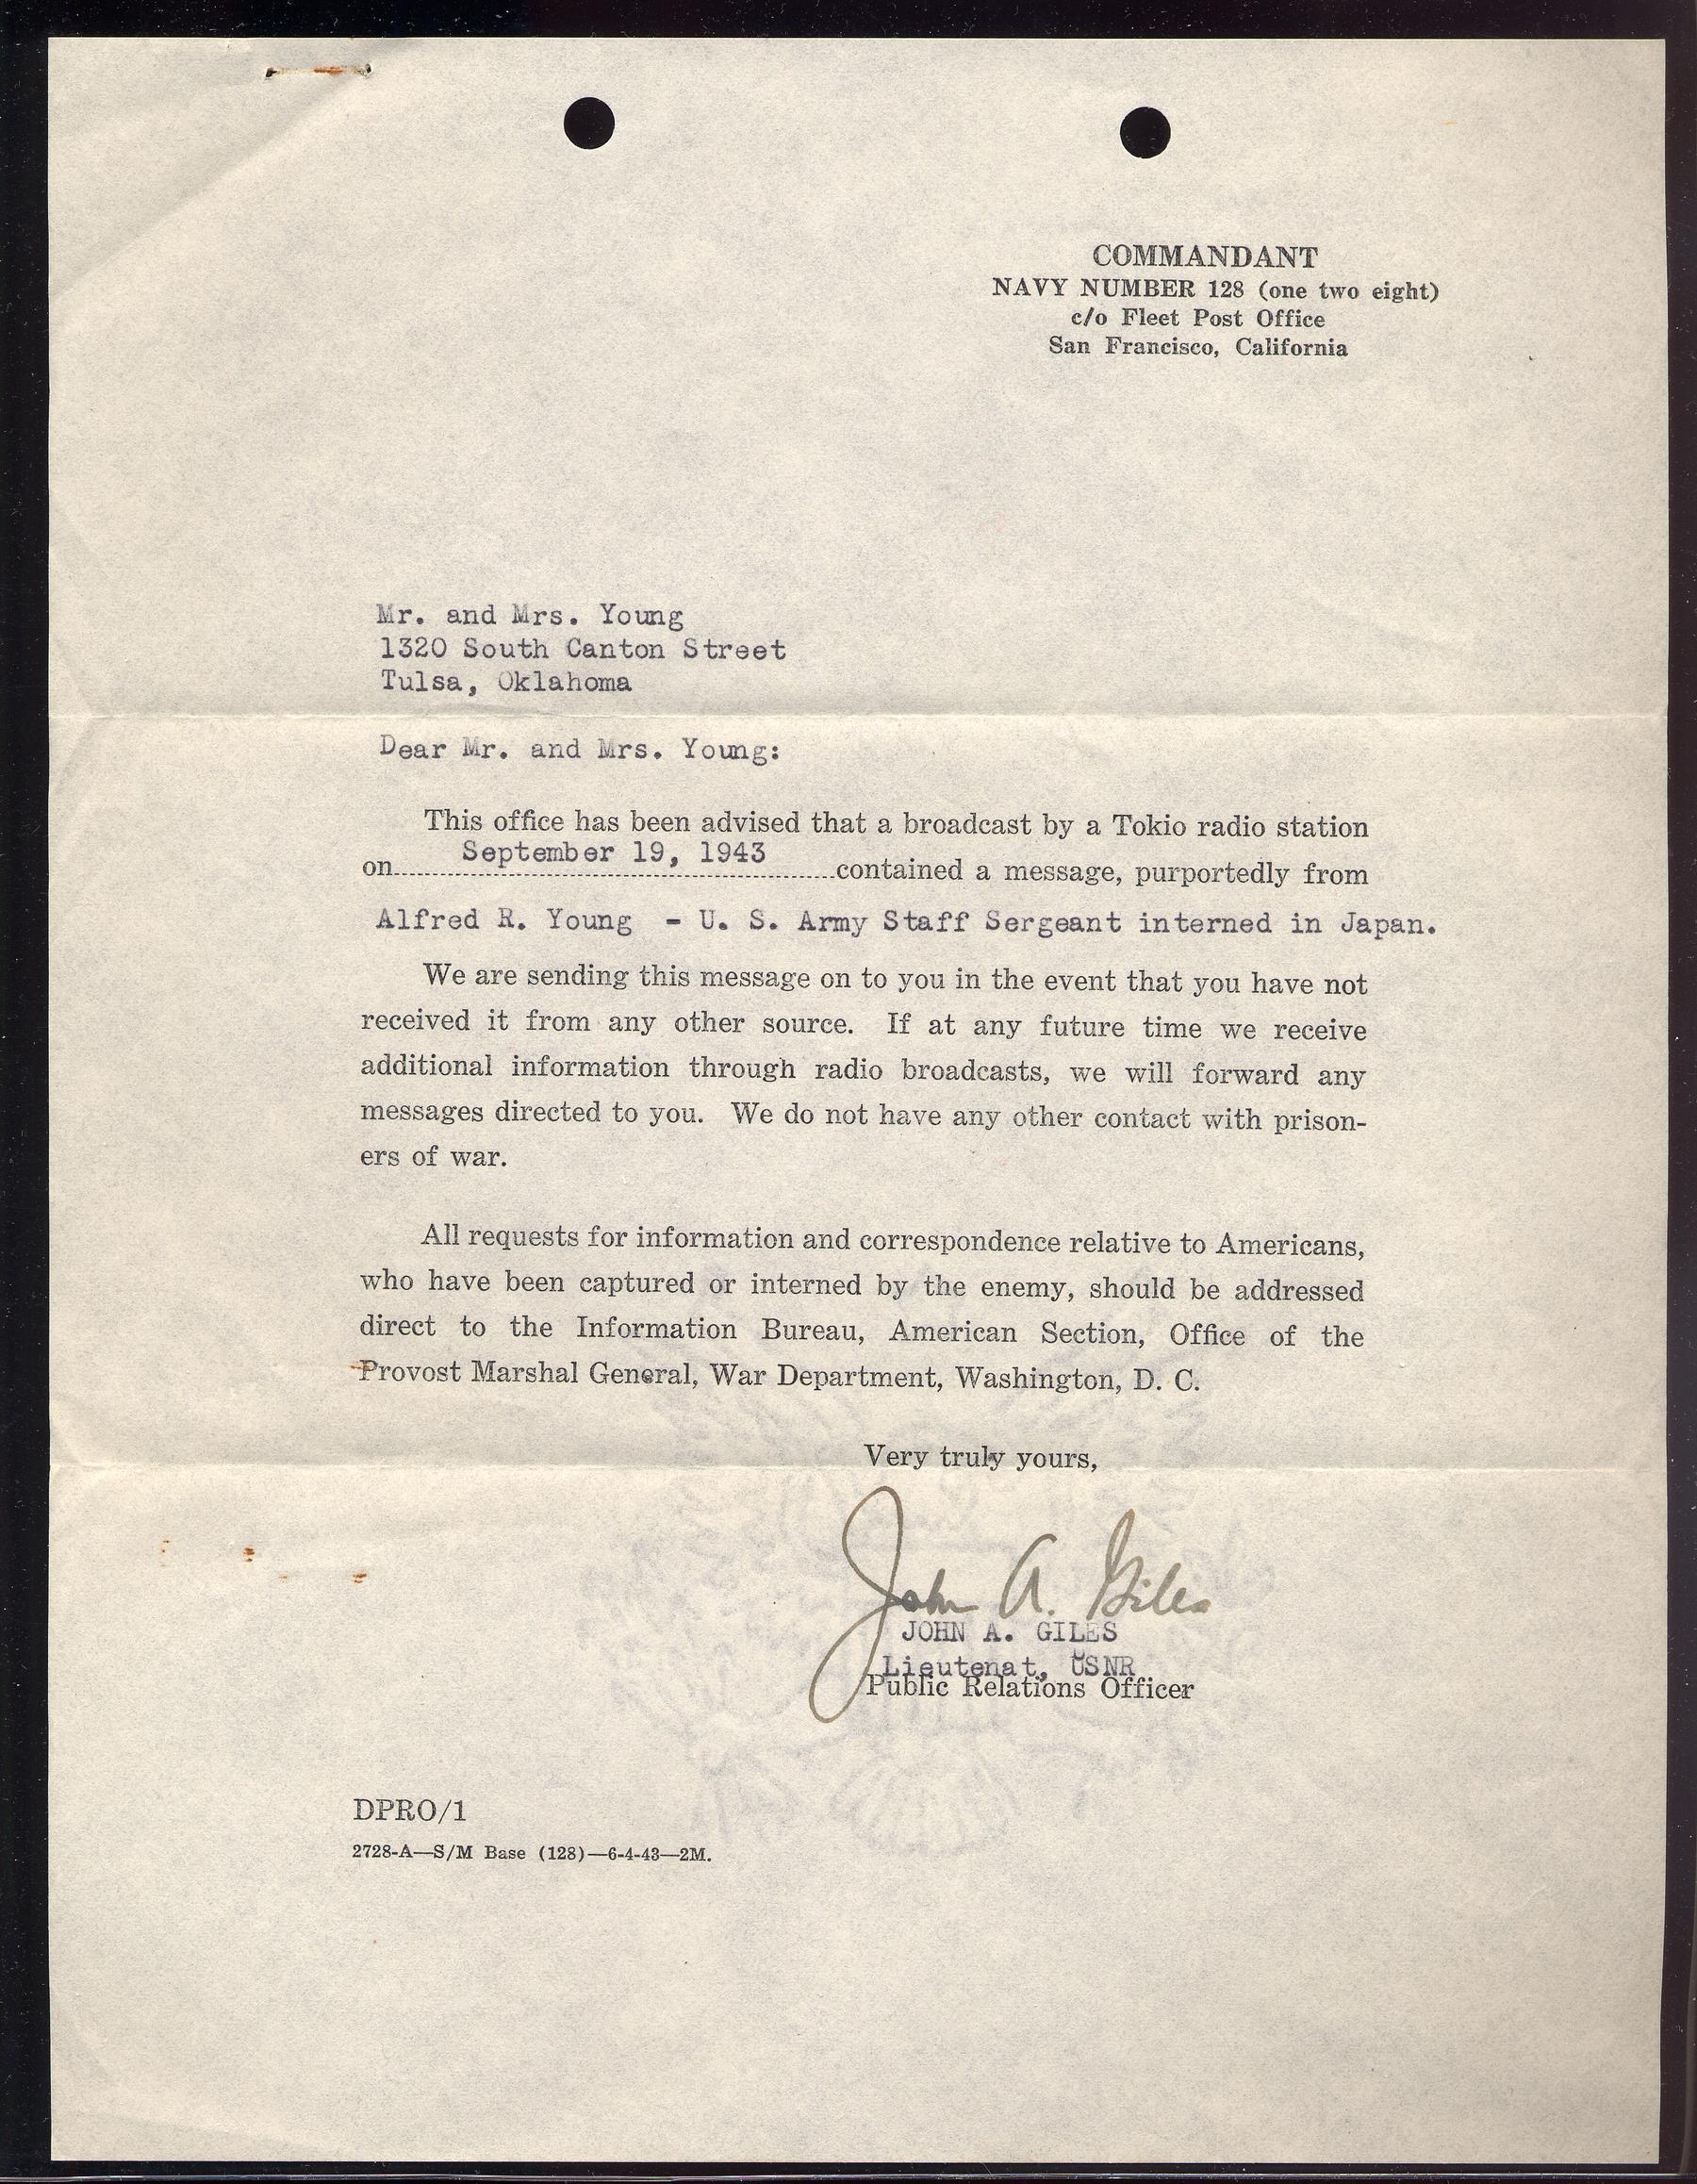 COMMANDANT
NAVY NUMBER 128 (one two eight)
c/o Fleet Post Office
San Francisco, California
Mr. and Mrs. Young
1320 South Canton Street
Tulsa, Oklahoma
Dear Mr. and Mrs. Young:
This office has been advised that a broadcast by a Tokio radio station
on September 19, 1943 contained a message, purportedly from
Alfred R. Young - U. S. Army Staff Sergeant interned in Japan.
We are sending this message on to you in the event that you have not
received it from any other source. If at any future time we receive
additional information through radio broadcasts, we will forward any
messages directed to you. We do not have any other contact with prison-
ers of war.
All requests for information and correspondence relative to Americans,
who have been captured or interned by the enemy, should be addressed
direct to the Information Bureau, American Section, Office of the
Provost Marshal General, War Department, Washington, D. C.
Very truly yours,
John A. Giles
JOHN A. GILES
Lieutenat, USNR
Public Relations Officer
DPRO/1
2728-A—S/M Base (128)—6-4-43—2M.